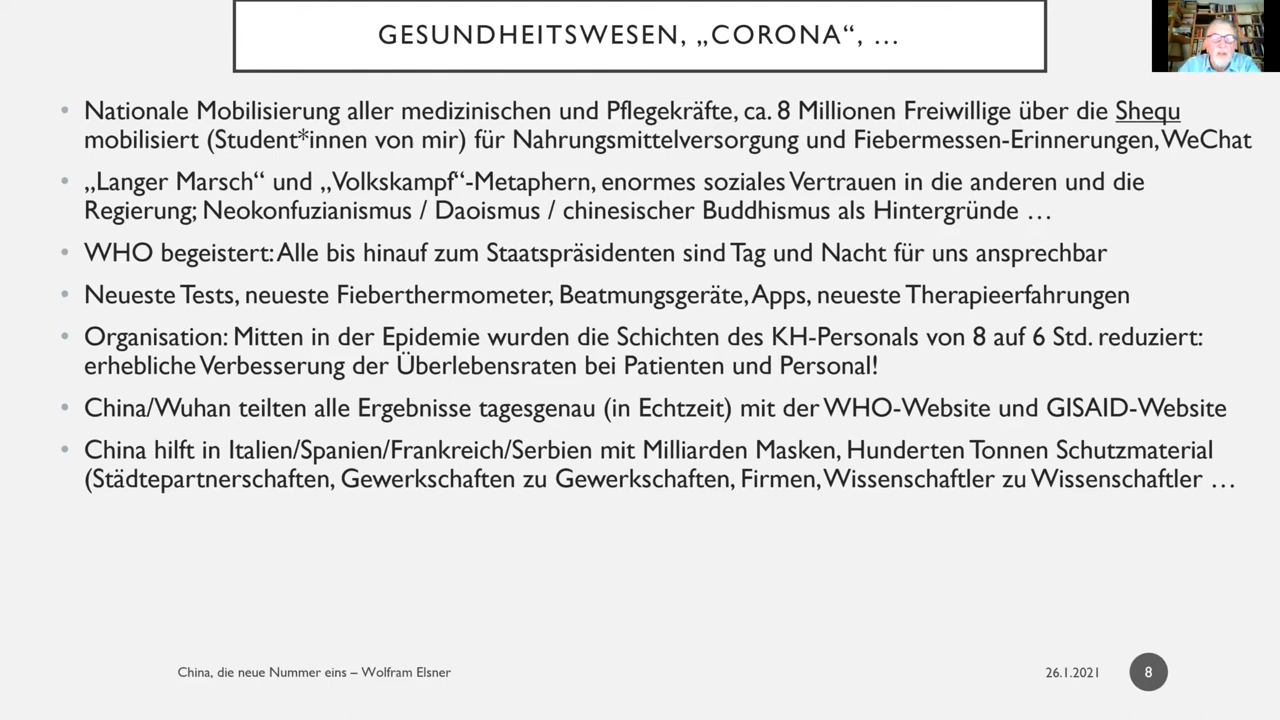 GESUNDHEITSWESEN, „CORONA“, …
• Nationale Mobilisierung aller medizinischen und Pflegekräfte, ca. 8 Millionen Freiwillige über die Shequ
mobilisiert (Student*innen von mir) für Nahrungsmittelversorgung und Fiebermessen-Erinnerungen, WeChat
• „Langer Marsch“ und „Volkskampf“-Metaphern, enormes soziales Vertrauen in die anderen und die
Regierung; Neokonfuzianismus / Daoismus / chinesischer Buddhismus als Hintergründe …
• WHO begeistert: Alle bis hinauf zum Staatspräsidenten sind Tag und Nacht für uns ansprechbar
• Neueste Tests, neueste Fieberthermometer, Beatmungsgeräte, Apps, neueste Therapieerfahrungen
• Organisation: Mitten in der Epidemie wurden die Schichten des KH-Personals von 8 auf 6 Std. reduziert:
erhebliche Verbesserung der Überlebensraten bei Patienten und Personal!
• China/Wuhan teilten alle Ergebnisse tagesgenau (in Echtzeit) mit der WHO-Website und GISAID-Website
• China hilft in Italien/Spanien/Frankreich/Serbien mit Milliarden Masken, Hunderten Tonnen Schutzmaterial
(Städtepartnerschaften, Gewerkschaften zu Gewerkschaften, Firmen, Wissenschaftler zu Wissenschaftler …
China, die neue Nummer eins – Wolfram Elsner
26.1.2021
8